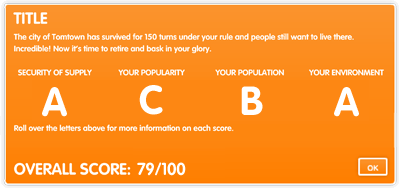 TITLE
The city of Tomtown has survived for 150 turns under your rule and people still want to live there.
Incredible! Now it's time to retire and bask in your glory.
SECURITY OF SUPPLY YOUR POPULARITY YOUR POPULATION YOUR ENVIRONMENT
A C B A
Roll over the letters above for more information on each score.
OVERALL SCORE: 79/100 OK